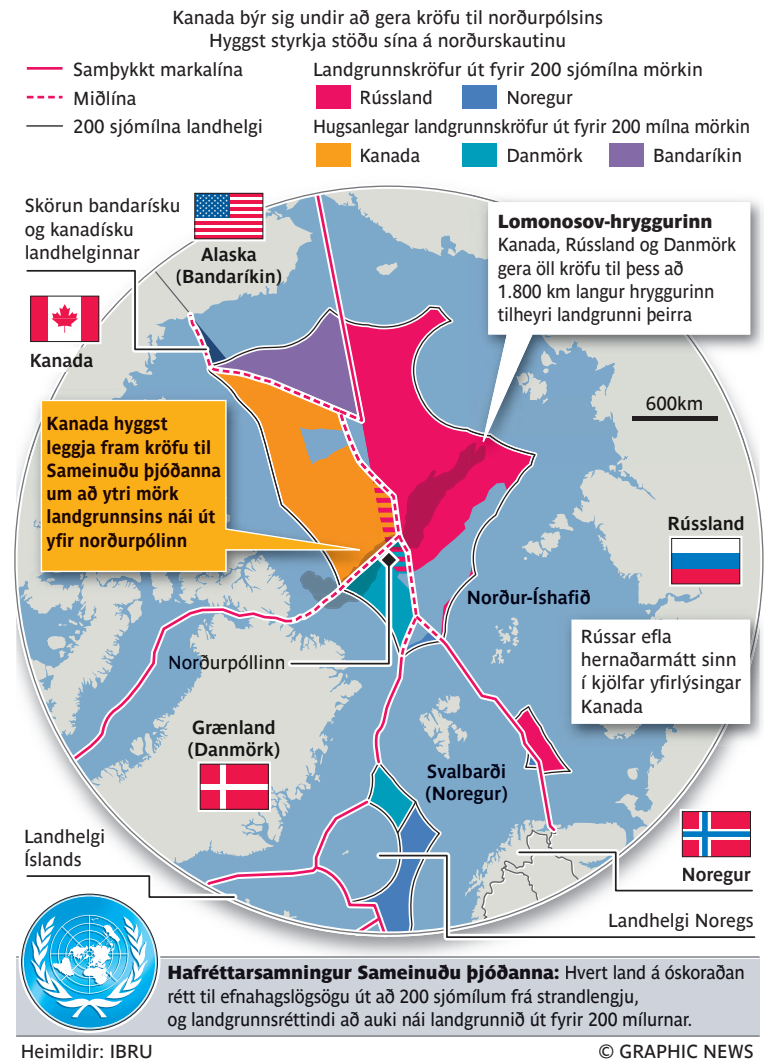 Kanada býr sig undir að gera kröfu til norðurpólsins
Hyggst styrkja stöðu sína á norðurskautinu
Samþykkt markalína
Miðlína
200 sjómílna landhelgi
Landgrunnskröfur út fyrir 200 sjómílna mörkin
Rússland
Noregur
Hugsanlegar landgrunnskröfur út fyrir 200 mílna mörkin
Kanada
Danmörk
Bandaríkin
Skörun bandarísku
og kanadísku
landhelginnar
Alaska
(Bandaríkin)
Kanada
Lomonosov-hryggurinn
Kanada, Rússland og Danmörk
gera öll kröfu til þess að
1.800 km langur hryggurinn
tilheyri landgrunni þeirra
600km
Kanada hyggst
leggja fram kröfu til
Sameinuðu þjóðanna
um að ytri mörk
landgrunnsins nái út
yfir norðurpólinn
Rússland
Norður-Íshafið
Rússar efla
hernaðarmátt sinn
í kjölfar yfirlýsingar
Kanada
Norðurpóllinn
Grænland
(Danmörk)
Svalbarði
(Noregur)
Landhelgi
Íslands
Noregur
Landhelgi Noregs
Hafréttarsamningur Sameinuðu þjóðanna: Hvert land á óskoraðan
rétt til efnahagslögsögu út að 200 sjómílum frá strandlengju,
og landgrunnsréttindi að auki nái landgrunnið út fyrir 200 mílurnar.
Heimildir: IBRU
© GRAPHIC NEWS